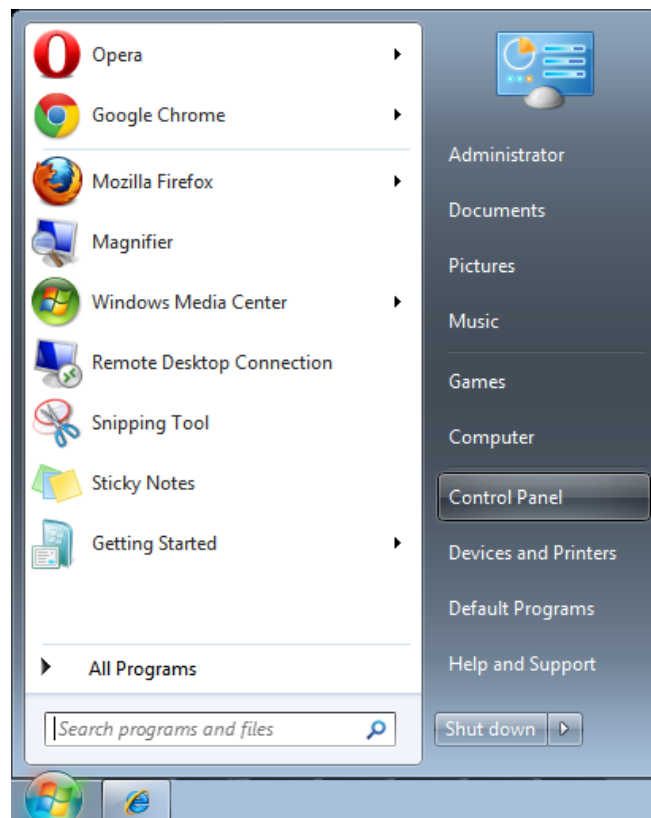 Opera
Google Chrome
Mozilla Firefox
Magnifier
Windows Media Center
Remote Desktop Connection
Snipping Tool
Sticky Notes
Getting Started
All Programs
Search programs and files
Administrator
Documents
Pictures
Music
Games
Computer
Control Panel
Devices and Printers
Default Programs
Help and Support
Shut down